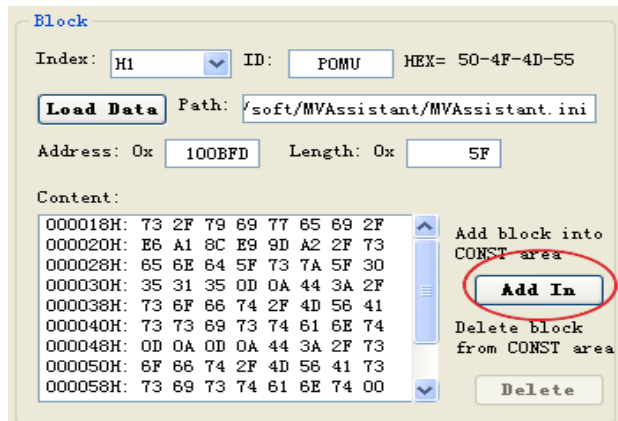 Block
Index: H1 ID: POMU HEX= 50-4F-4D-55
Load Data Path: /soft/MVAssistant/MVAssistant.ini
Address: 0x 100BFD Length: 0x 5F
Content:
000018H: 73 2F 79 69 77 65 69 2F
000020H: E6 A1 8C E9 9D A2 2F 73
000028H: 65 6E 64 5F 73 7A 5F 30
000030H: 35 31 35 0D 0A 44 3A 2F
000038H: 73 6F 66 74 2F 4D 56 41
000040H: 73 73 69 73 74 61 6E 74
000048H: 0D 0A 0D 0A 44 3A 2F 73
000050H: 6F 66 74 2F 4D 56 41 73
000058H: 73 69 73 74 61 6E 74 00
Add block into
CONST area
Add In
Delete block
from CONST area
Delete